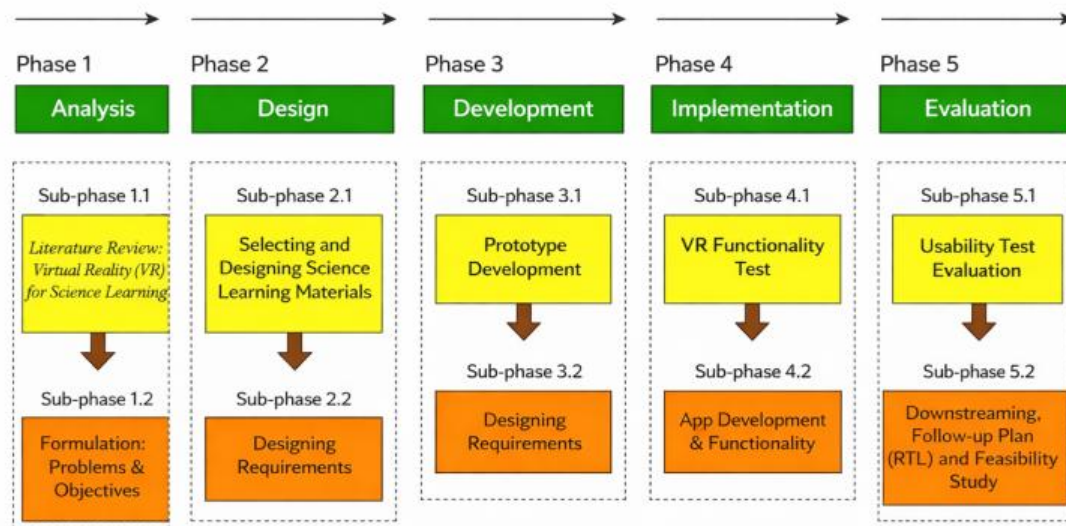 Phase 1
Analysis
Sub-phase 1.1
Literature Review:
Virtual Reality (VR)
for Science Learning
Sub-phase 1.2
Formulation:
Problems &
Objectives
Phase 2
Design
Sub-phase 2.1
Selecting and
Designing Science
Learning Materials
Sub-phase 2.2
Designing
Requirements
Phase 3
Development
Sub-phase 3.1
Prototype
Development
Sub-phase 3.2
Designing
Requirements
Phase 4
Implementation
Sub-phase 4.1
VR Functionality
Test
Sub-phase 4.2
App Development
& Functionality
Phase 5
Evaluation
Sub-phase 5.1
Usability Test
Evaluation
Sub-phase 5.2
Downstreaming,
Follow-up Plan
(RTL) and Feasibility
Study